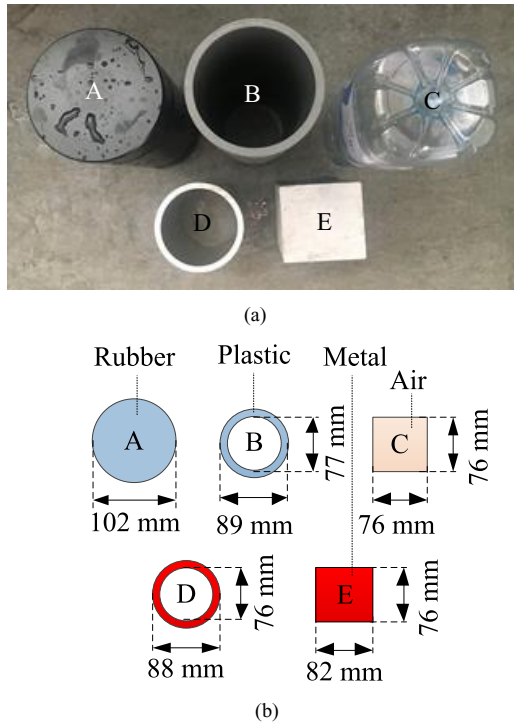 A
B
C
D
E
(a)
Rubber
Plastic
Metal
Air
A
B
C
77 mm
76 mm
102 mm
89 mm
76 mm
D
E
76 mm
76 mm
88 mm
82 mm
(b)